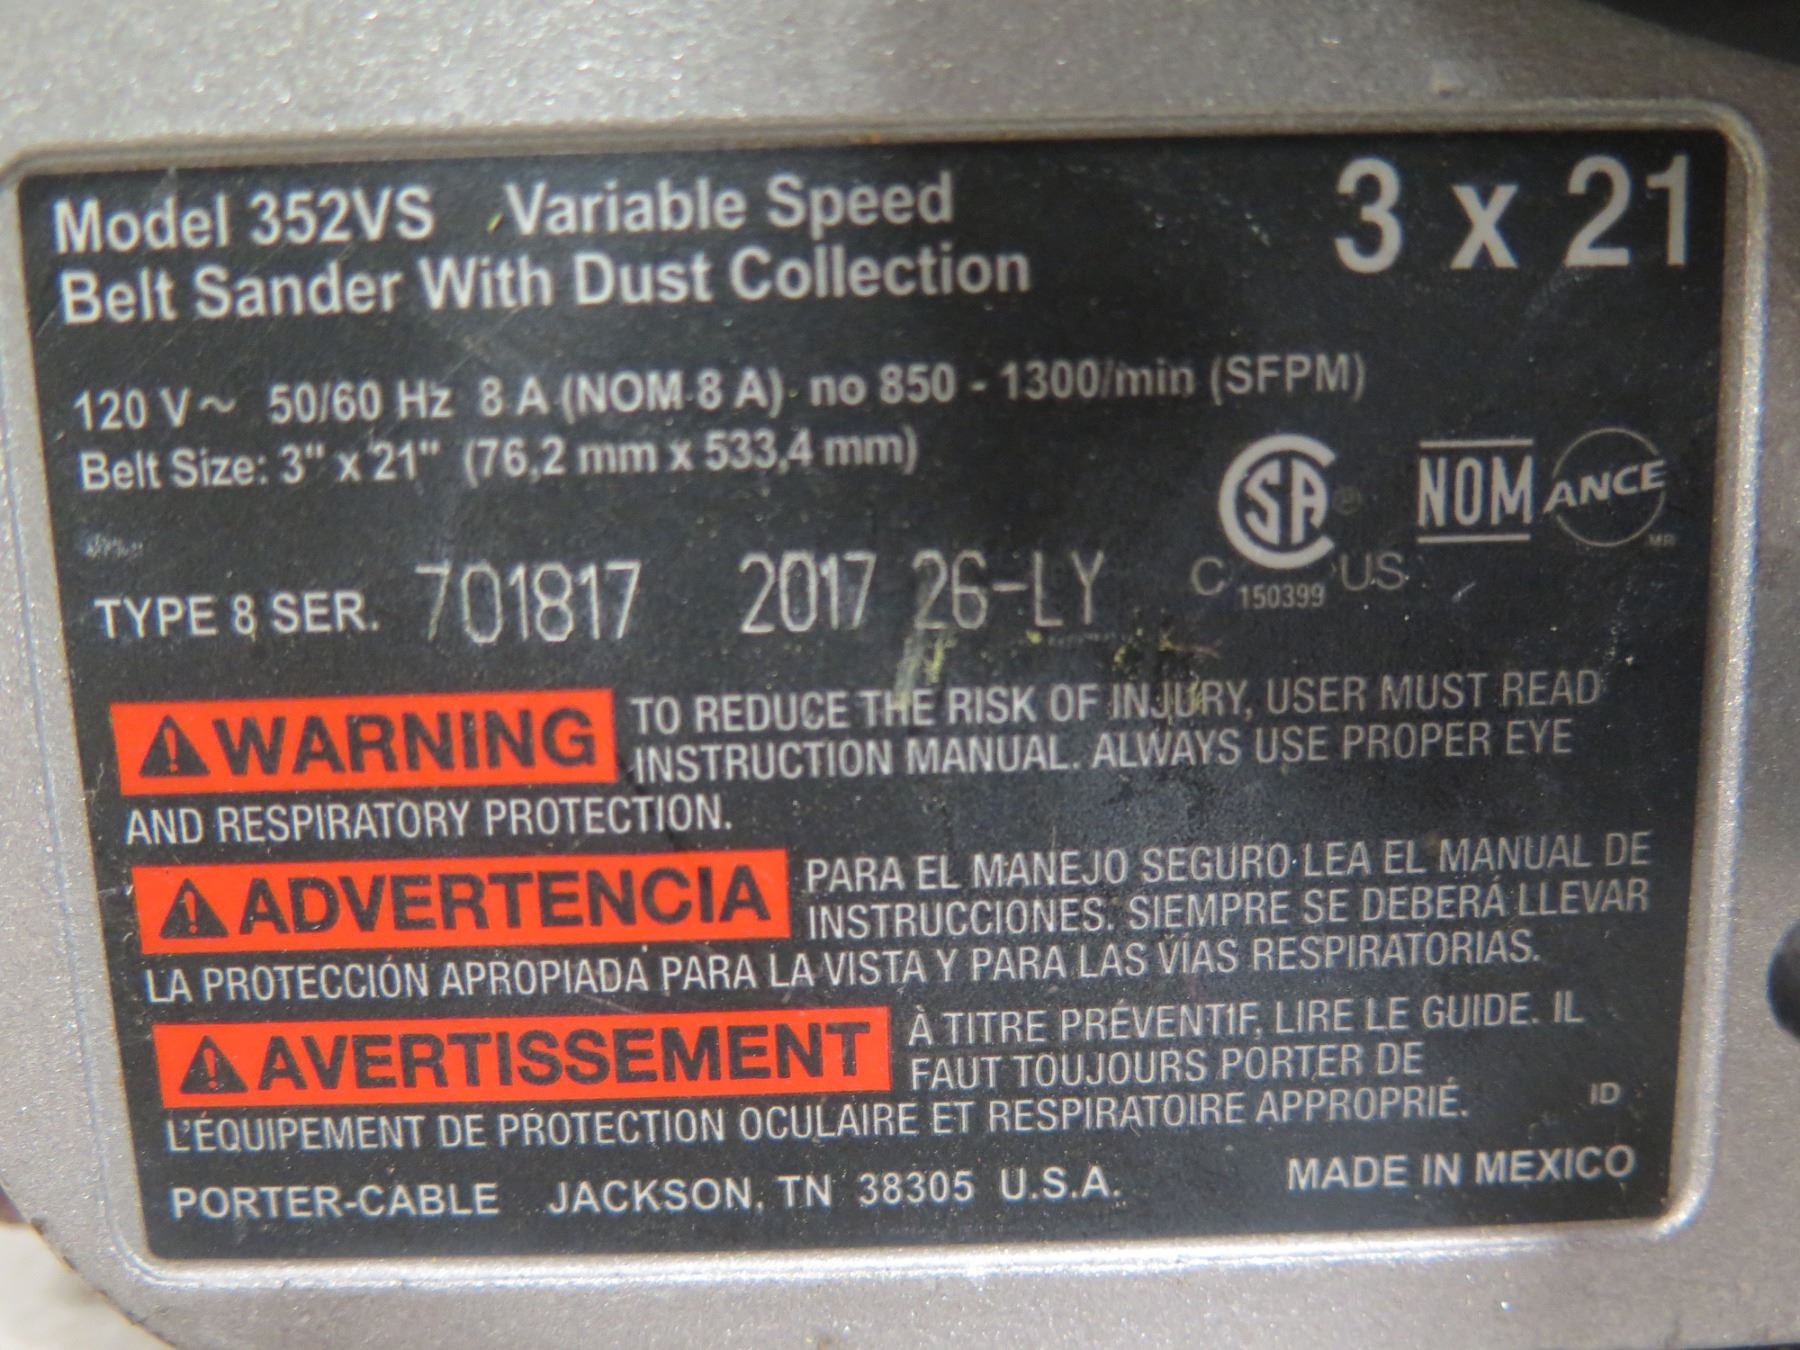 Model 352VS Variable Speed 3 x 21
Belt Sander With Dust Collection
120 V ~ 50/60 Hz 8 A (NOM 8 A) no 850 - 1300/min (SFPM)
Belt Size: 3" x 21" (76,2 mm x 533,4 mm)
CSA ® NOM ANCE
MR
TYPE 8 SER. 701817 2017 26-LY C 150399 US
⚠ WARNING TO REDUCE THE RISK OF INJURY, USER MUST READ
INSTRUCTION MANUAL. ALWAYS USE PROPER EYE
AND RESPIRATORY PROTECTION.
⚠ ADVERTENCIA PARA EL MANEJO SEGURO LEA EL MANUAL DE
INSTRUCCIONES. SIEMPRE SE DEBERÁ LLEVAR
LA PROTECCIÓN APROPIADA PARA LA VISTA Y PARA LAS VÍAS RESPIRATORIAS.
⚠ AVERTISSEMENT À TITRE PRÉVENTIF, LIRE LE GUIDE. IL
FAUT TOUJOURS PORTER DE
L'ÉQUIPEMENT DE PROTECTION OCULAIRE ET RESPIRATOIRE APPROPRIÉ. ID
PORTER-CABLE JACKSON, TN 38305 U.S.A. MADE IN MEXICO